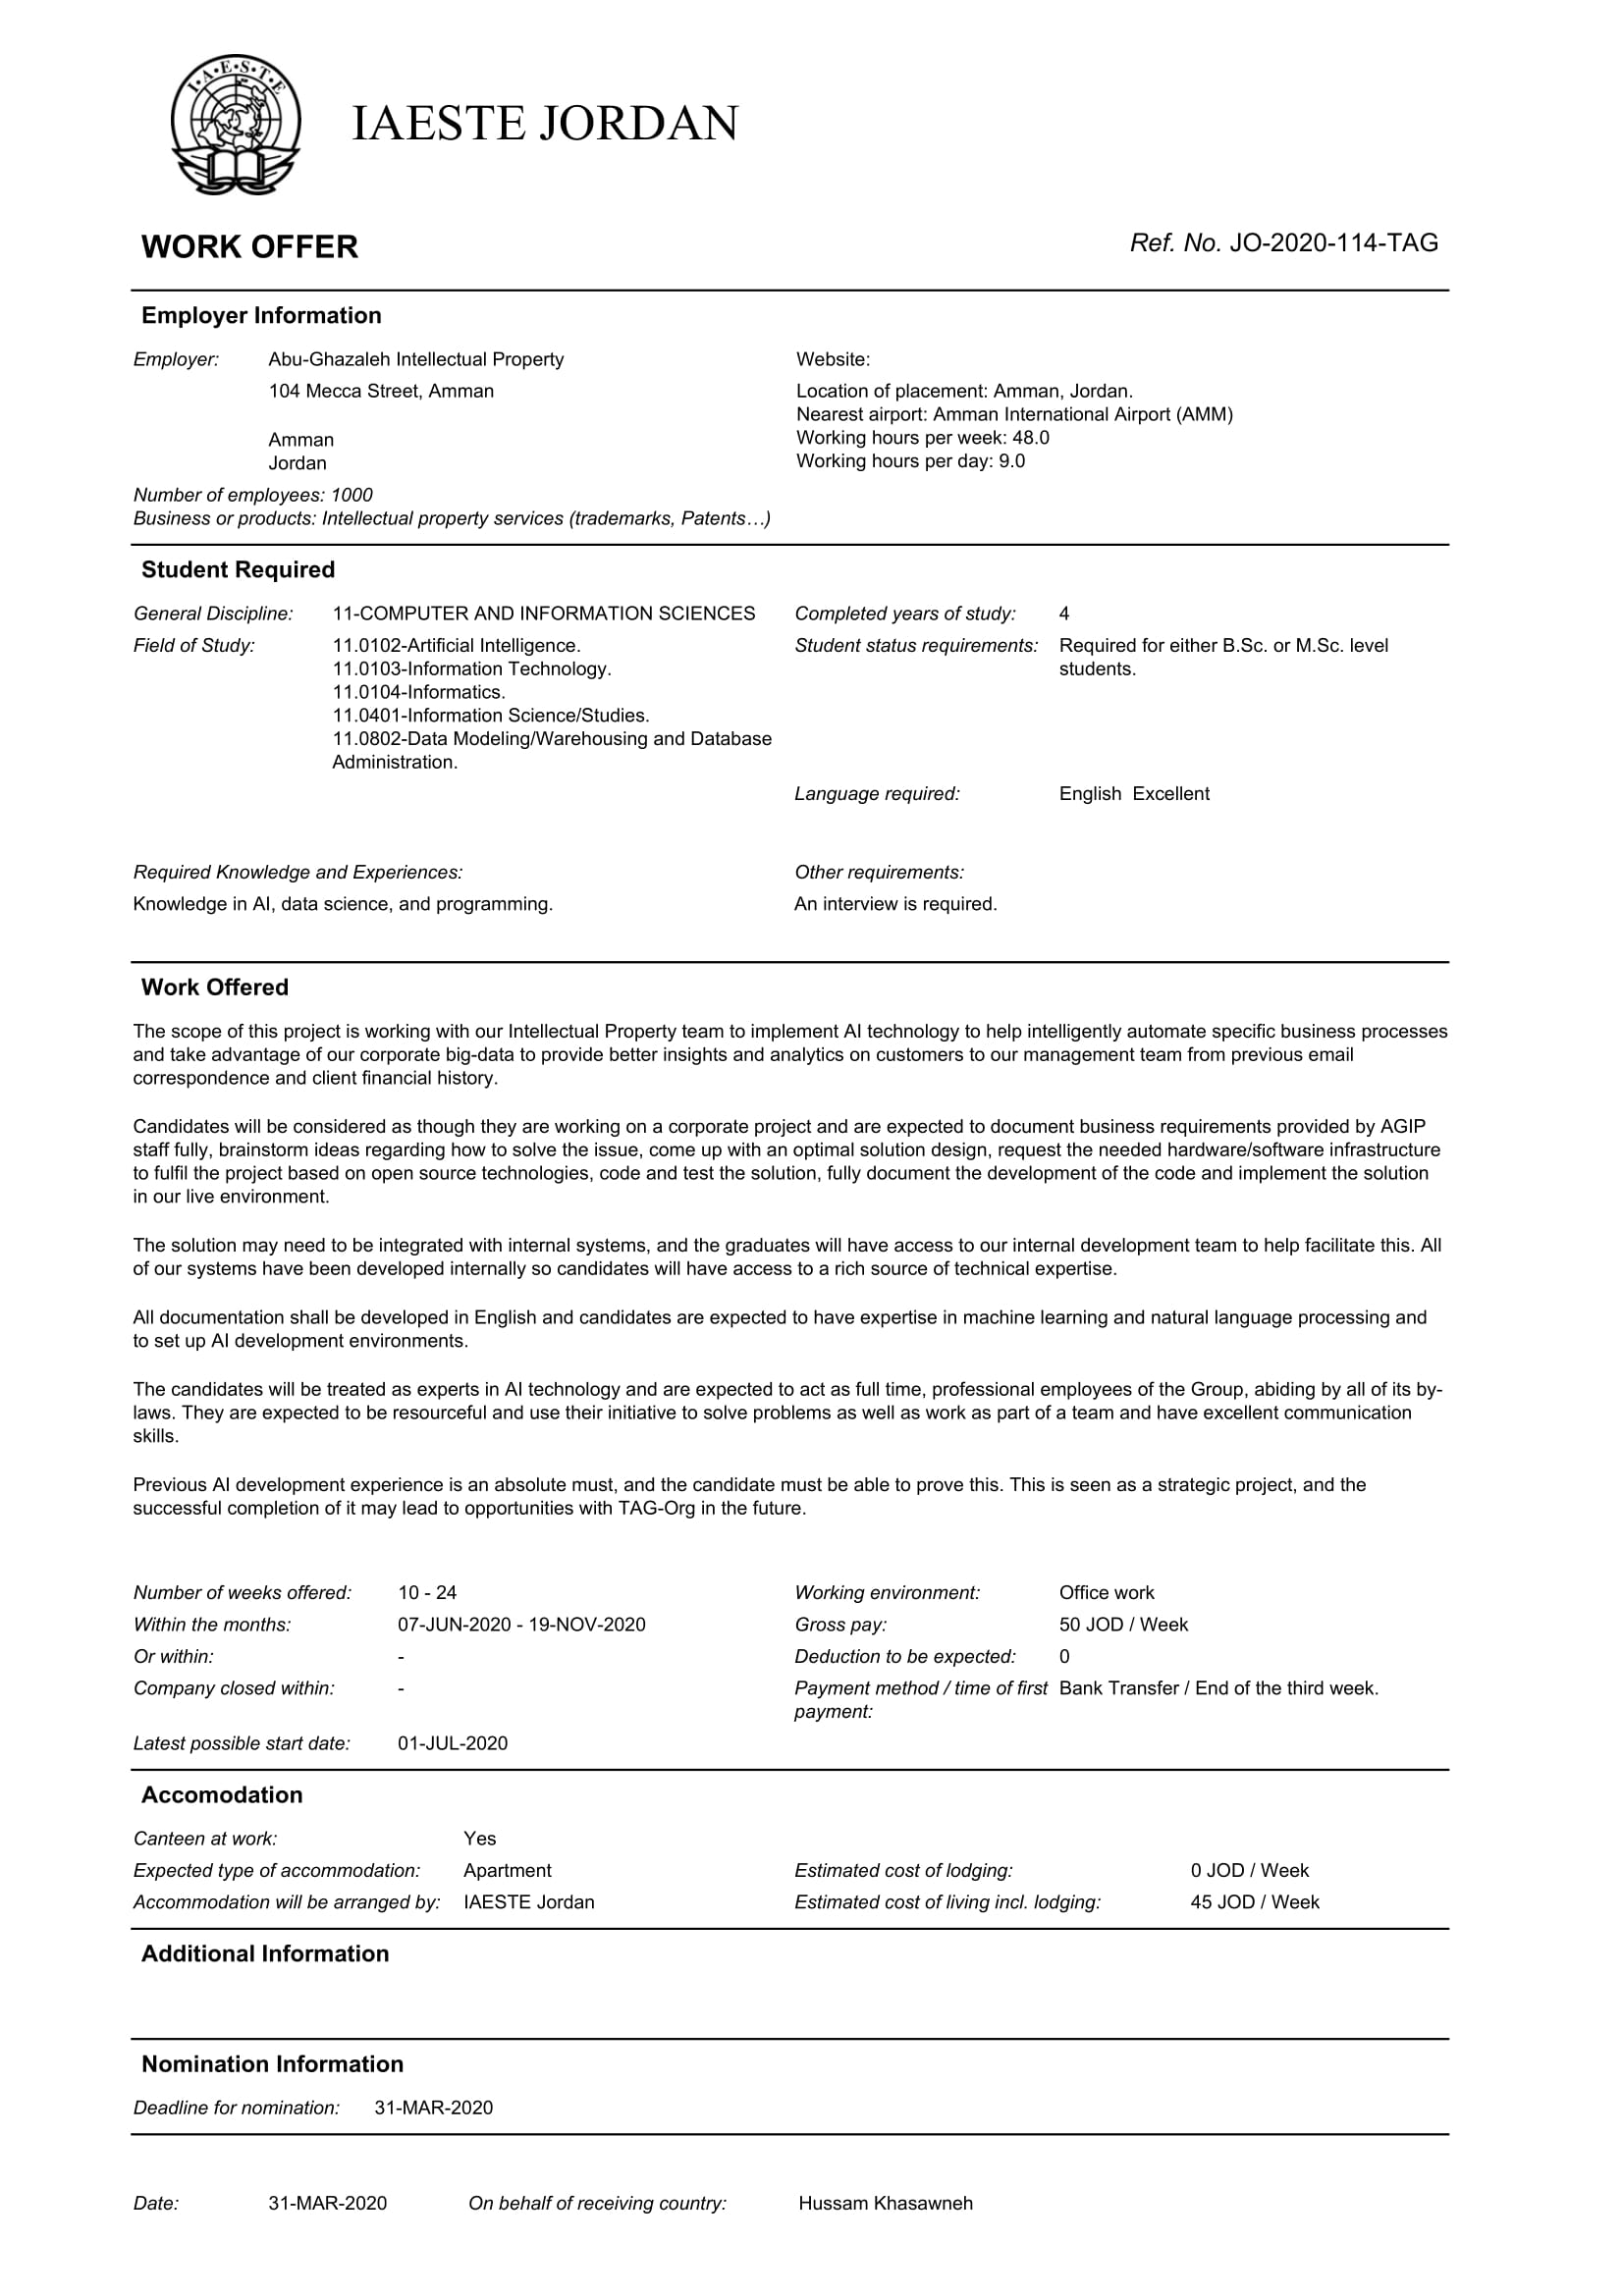 I·A·E·S·T·E
IAESTE JORDAN
WORK OFFER
Ref. No. JO-2020-114-TAG
Employer Information
Employer: Abu-Ghazaleh Intellectual Property
Website:
104 Mecca Street, Amman
Location of placement: Amman, Jordan.
Nearest airport: Amman International Airport (AMM)
Amman
Working hours per week: 48.0
Jordan
Working hours per day: 9.0
Number of employees: 1000
Business or products: Intellectual property services (trademarks, Patents…)
Student Required
General Discipline: 11-COMPUTER AND INFORMATION SCIENCES
Completed years of study: 4
Field of Study: 11.0102-Artificial Intelligence.
11.0103-Information Technology.
11.0104-Informatics.
11.0401-Information Science/Studies.
11.0802-Data Modeling/Warehousing and Database
Administration.
Student status requirements: Required for either B.Sc. or M.Sc. level
students.
Language required: English Excellent
Required Knowledge and Experiences:
Knowledge in AI, data science, and programming.
Other requirements:
An interview is required.
Work Offered
The scope of this project is working with our Intellectual Property team to implement AI technology to help intelligently automate specific business processes
and take advantage of our corporate big-data to provide better insights and analytics on customers to our management team from previous email
correspondence and client financial history.
Candidates will be considered as though they are working on a corporate project and are expected to document business requirements provided by AGIP
staff fully, brainstorm ideas regarding how to solve the issue, come up with an optimal solution design, request the needed hardware/software infrastructure
to fulfil the project based on open source technologies, code and test the solution, fully document the development of the code and implement the solution
in our live environment.
The solution may need to be integrated with internal systems, and the graduates will have access to our internal development team to help facilitate this. All
of our systems have been developed internally so candidates will have access to a rich source of technical expertise.
All documentation shall be developed in English and candidates are expected to have expertise in machine learning and natural language processing and
to set up AI development environments.
The candidates will be treated as experts in AI technology and are expected to act as full time, professional employees of the Group, abiding by all of its by-
laws. They are expected to be resourceful and use their initiative to solve problems as well as work as part of a team and have excellent communication
skills.
Previous AI development experience is an absolute must, and the candidate must be able to prove this. This is seen as a strategic project, and the
successful completion of it may lead to opportunities with TAG-Org in the future.
Number of weeks offered: 10 - 24
Working environment: Office work
Within the months: 07-JUN-2020 - 19-NOV-2020
Gross pay: 50 JOD / Week
Or within: -
Deduction to be expected: 0
Company closed within: -
Payment method / time of first Bank Transfer / End of the third week.
payment:
Latest possible start date: 01-JUL-2020
Accomodation
Canteen at work: Yes
Expected type of accommodation: Apartment
Estimated cost of lodging: 0 JOD / Week
Accommodation will be arranged by: IAESTE Jordan
Estimated cost of living incl. lodging: 45 JOD / Week
Additional Information
Nomination Information
Deadline for nomination: 31-MAR-2020
Date: 31-MAR-2020 On behalf of receiving country: Hussam Khasawneh